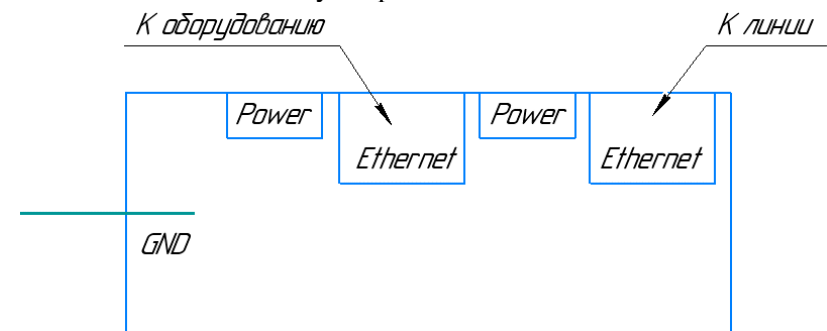 К оборудованию
К линии
Power
Power
Ethernet
Ethernet
GND